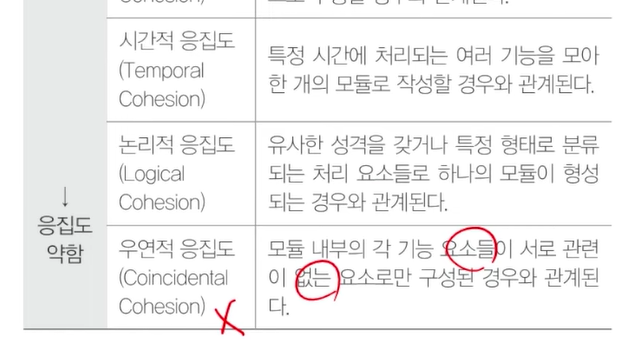 Cohesion)
시간적 응집도
(Temporal
Cohesion)
특정 시간에 처리되는 여러 기능을 모아
한 개의 모듈로 작성할 경우와 관계된다.
논리적 응집도
(Logical
Cohesion)
유사한 성격을 갖거나 특정 형태로 분류
되는 처리 요소들로 하나의 모듈이 형성
되는 경우와 관계된다.
↓
응집도
약함
우연적 응집도
(Coincidental
Cohesion)
모듈 내부의 각 기능 요소들이 서로 관련
이 없는 요소로만 구성된 경우와 관계된
다.